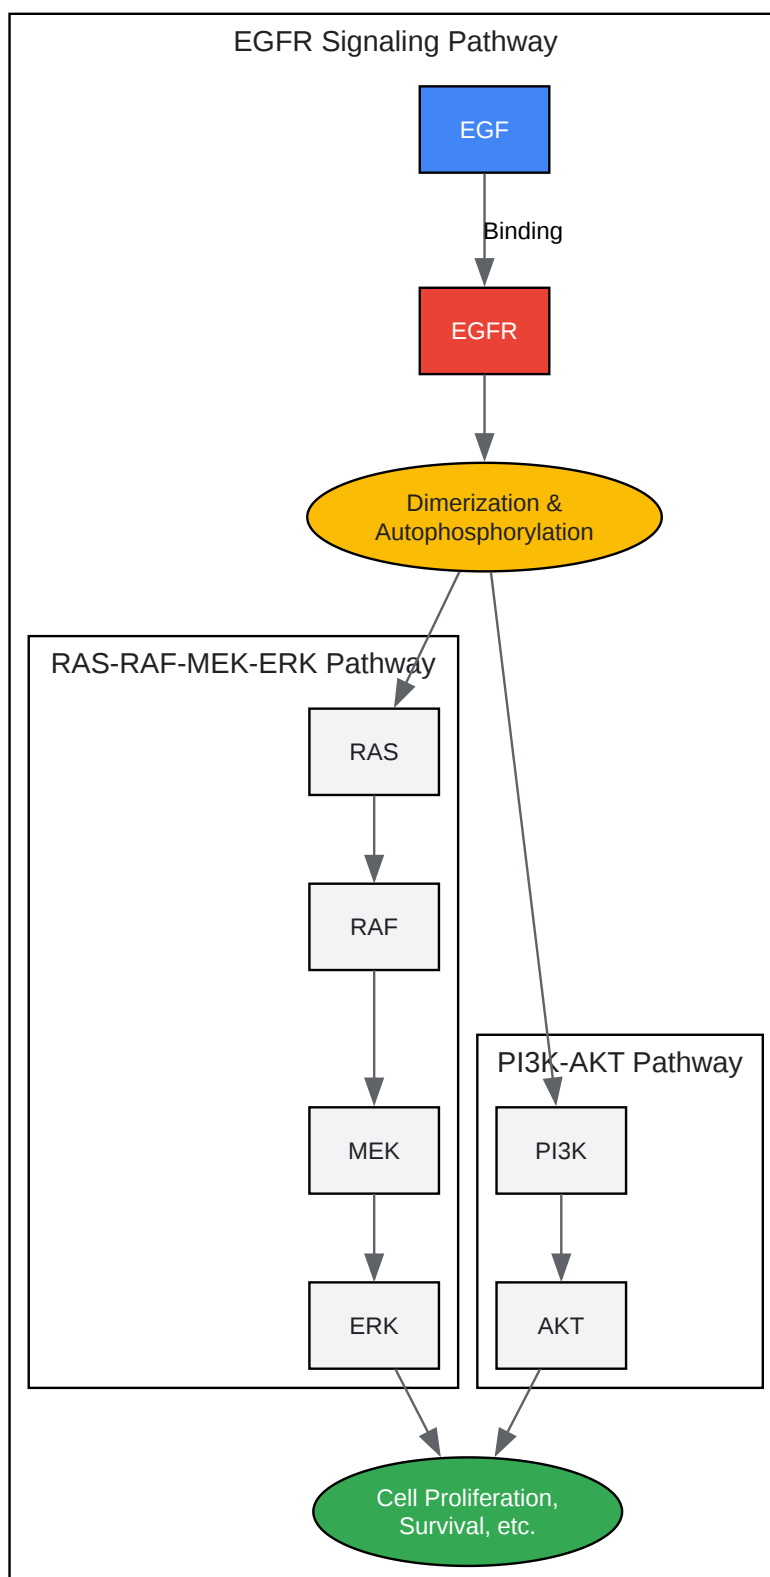 EGFR Signaling Pathway
EGF
Binding
EGFR
Dimerization &
Autophosphorylation
RAS-RAF-MEK-ERK Pathway
RAS
RAF
PI3K-AKT Pathway
MEK
PI3K
ERK
AKT
Cell Proliferation,
Survival, etc.